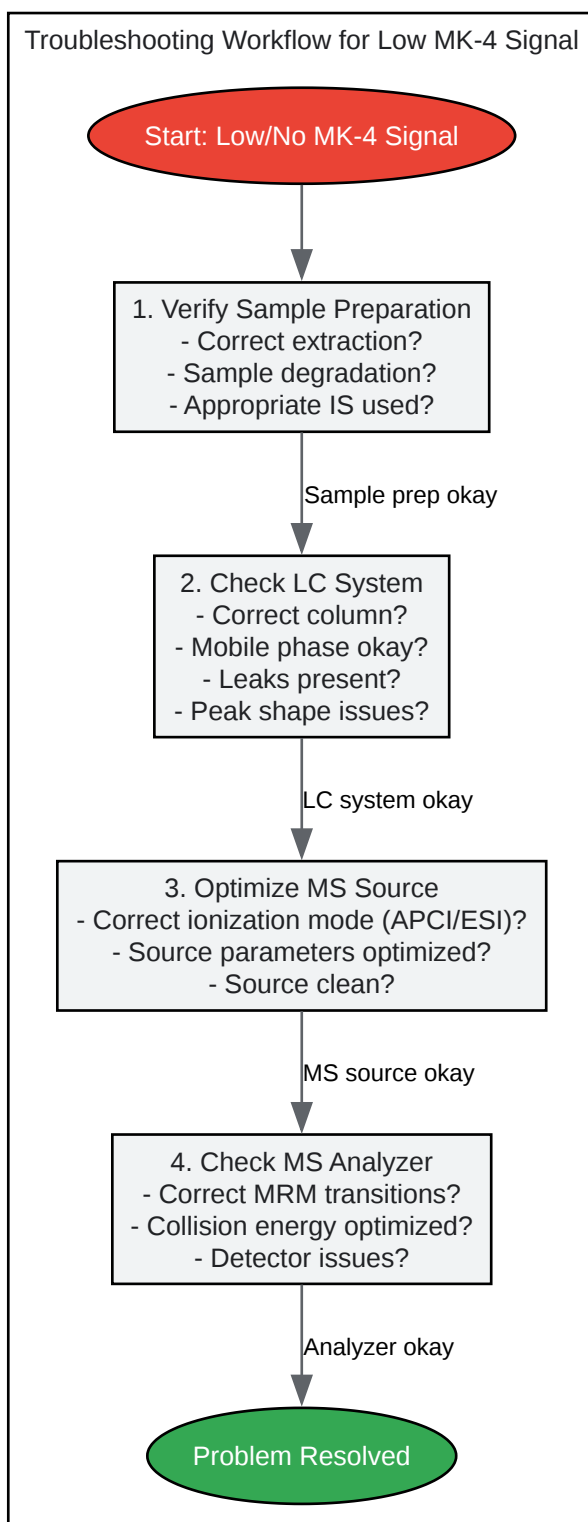 Troubleshooting Workflow for Low MK-4 Signal
Start: Low/No MK-4 Signal
1. Verify Sample Preparation
- Correct extraction?
- Sample degradation?
- Appropriate IS used?
Sample prep okay
2. Check LC System
- Correct column?
- Mobile phase okay?
- Leaks present?
- Peak shape issues?
LC system okay
3. Optimize MS Source
- Correct ionization mode (APCI/ESI)?
- Source parameters optimized?
- Source clean?
MS source okay
4. Check MS Analyzer
- Correct MRM transitions?
- Collision energy optimized?
- Detector issues?
Analyzer okay
Problem Resolved